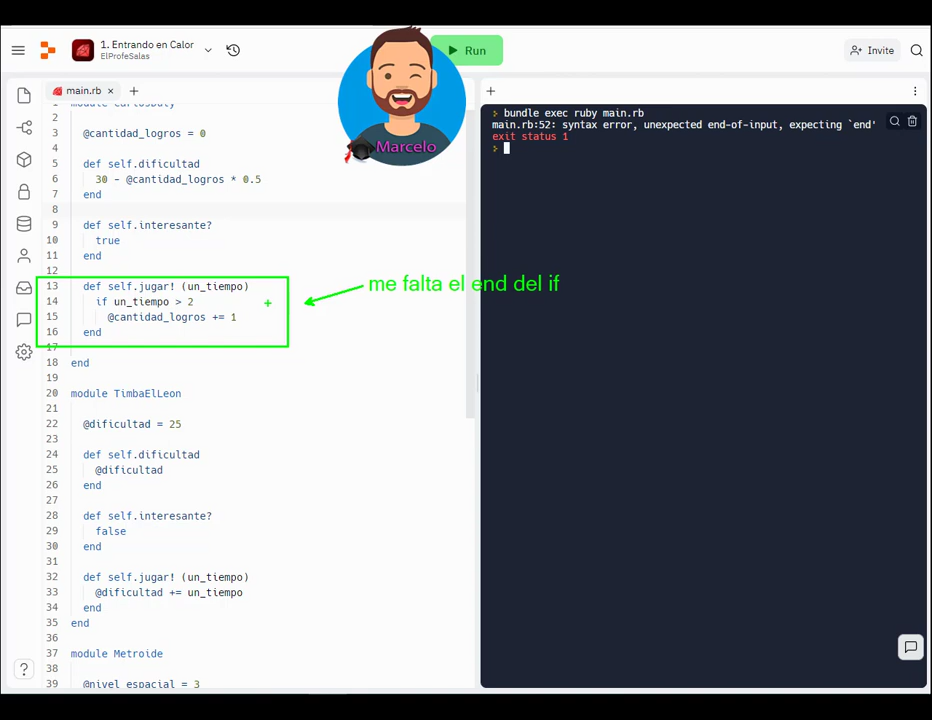 1. Entrando en Calor
ElProfeSalas
Run
Invite
main.rb
Marcelo
module CarlosDuty
2
3 @cantidad_logros = 0
4
5 def self.dificultad
6 30 - @cantidad_logros * 0.5
7 end
8
9 def self.interesante?
10 true
11 end
12
13 def self.jugar! (un_tiempo)
14 if un_tiempo > 2
15 @cantidad_logros += 1
16 end
17
18 end
19
20 module TimbaElLeon
21
22 @dificultad = 25
23
24 def self.dificultad
25 @dificultad
26 end
27
28 def self.interesante?
29 false
30 end
31
32 def self.jugar! (un_tiempo)
33 @dificultad += un_tiempo
34 end
35 end
36
37 module Metroide
38
39 @nivel_espacial = 3
me falta el end del if
bundle exec ruby main.rb
main.rb:52: syntax error, unexpected end-of-input, expecting `end'
exit status 1